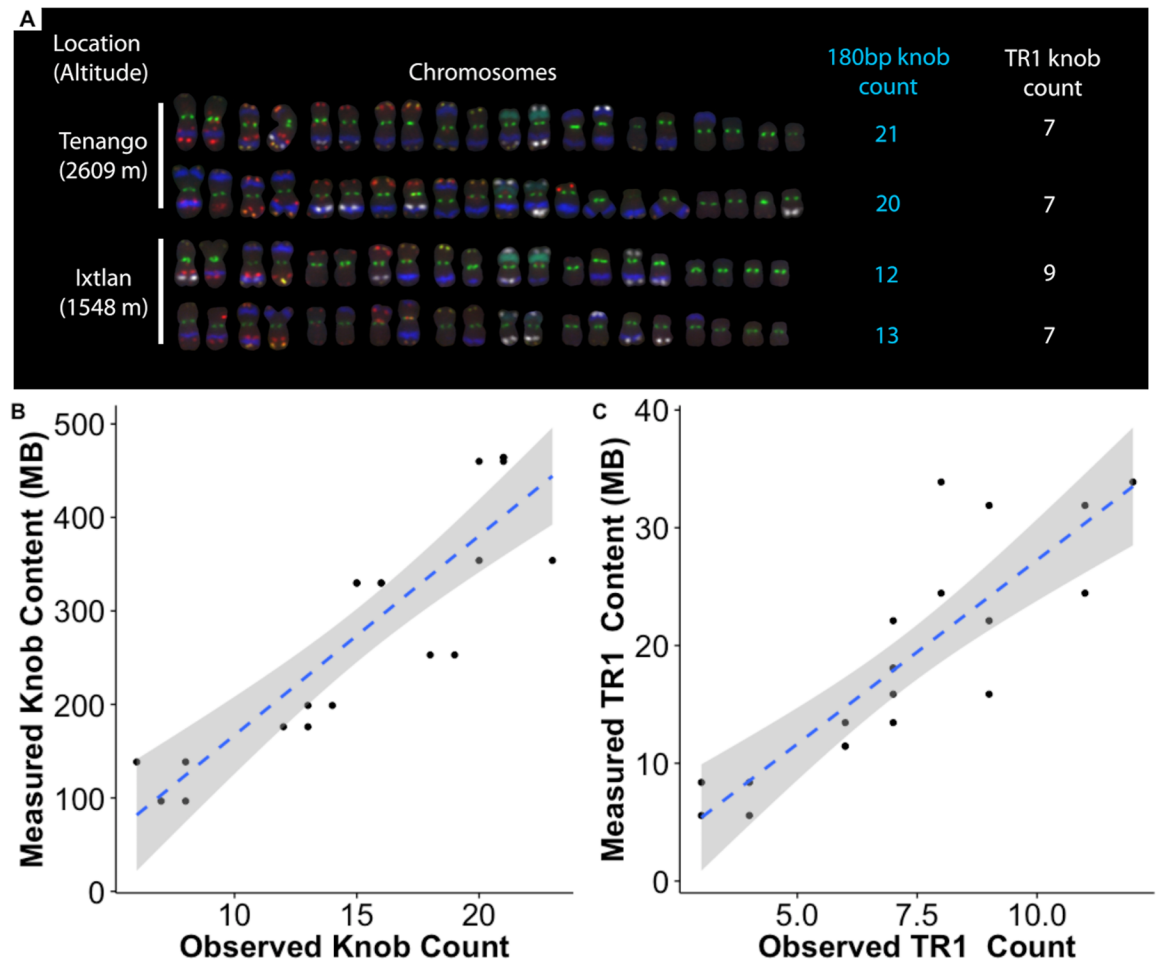 A
Location
(Altitude)
Chromosomes
180bp knob
count
TR1 knob
count
Tenango
(2609 m)
21
7
20
7
Ixtlan
(1548 m)
12
9
13
7
B
Measured Knob Content (MB)
500
400
300
200
100
0
10
15
20
Observed Knob Count
C
Measured TR1 Content (MB)
40
30
20
10
0
5.0
7.5
10.0
Observed TR1 Count